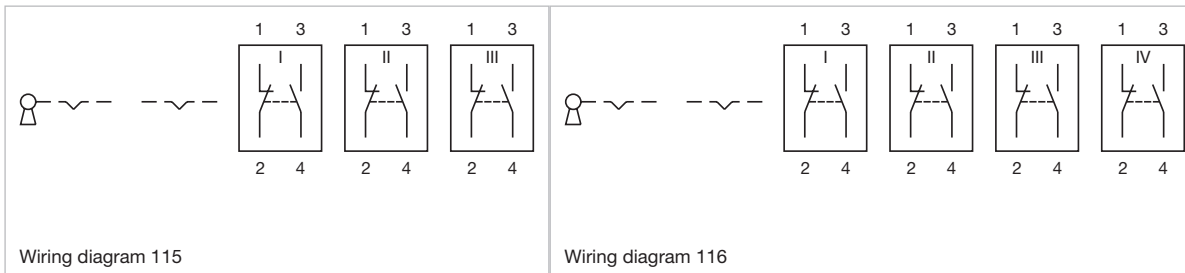 1 3 1 3 1 3
I II III
2 4 2 4 2 4
Wiring diagram 115
1 3 1 3 1 3 1 3
I II III IV
2 4 2 4 2 4 2 4
Wiring diagram 116